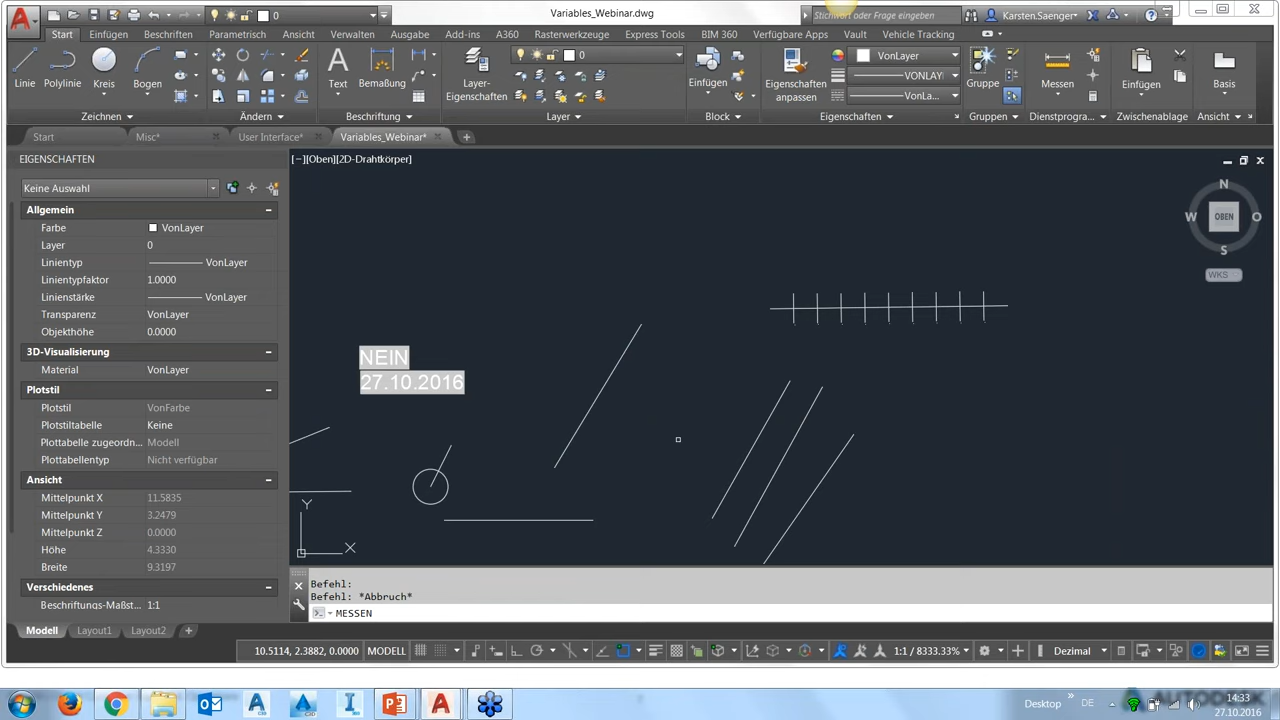 0
Variables_Webinar.dwg
Stichwort oder Frage eingeben
Karsten.Saenger
Start
Einfügen
Beschriften
Parametrisch
Ansicht
Verwalten
Ausgabe
Add-ins
A360
Rasterwerkzeuge
Express Tools
BIM 360
Verfügbare Apps
Vault
Vehicle Tracking
Linie
Polylinie
Kreis
Bogen
Text
Bemaßung
Layer-
Eigenschaften
0
Einfügen
Eigenschaften
anpassen
VonLayer
VONLAY
VonLa...
Gruppe
Messen
Einfügen
Basis
Zeichnen
Ändern
Beschriftung
Layer
Block
Eigenschaften
Gruppen
Dienstprogram...
Zwischenablage
Ansicht
Start
Misc*
User Interface*
Variables_Webinar*
EIGENSCHAFTEN
[−][Oben][2D-Drahtkörper]
Keine Auswahl
Allgemein
Farbe VonLayer
Layer 0
Linientyp VonLayer
Linientypfaktor 1.0000
Linienstärke VonLayer
Transparenz VonLayer
Objekthöhe 0.0000
3D-Visualisierung
Material VonLayer
Plotstil
Plotstil VonFarbe
Plotstiltabelle Keine
Plottabelle zugeordn... Modell
Plottabellentyp Nicht verfügbar
Ansicht
Mittelpunkt X 11.5835
Mittelpunkt Y 3.2479
Mittelpunkt Z 0.0000
Höhe 4.3330
Breite 9.3197
Verschiedenes
Beschriftungs-Maßst... 1:1
N
W OBEN O
S
WKS
NEIN
27.10.2016
Y
X
Befehl:
Befehl: *Abbruch*
MESSEN
Modell
Layout1
Layout2
10.5114, 2.3882, 0.0000
MODELL
1:1 / 8333.33%
Dezimal
Desktop
DE
14:33
27.10.2016